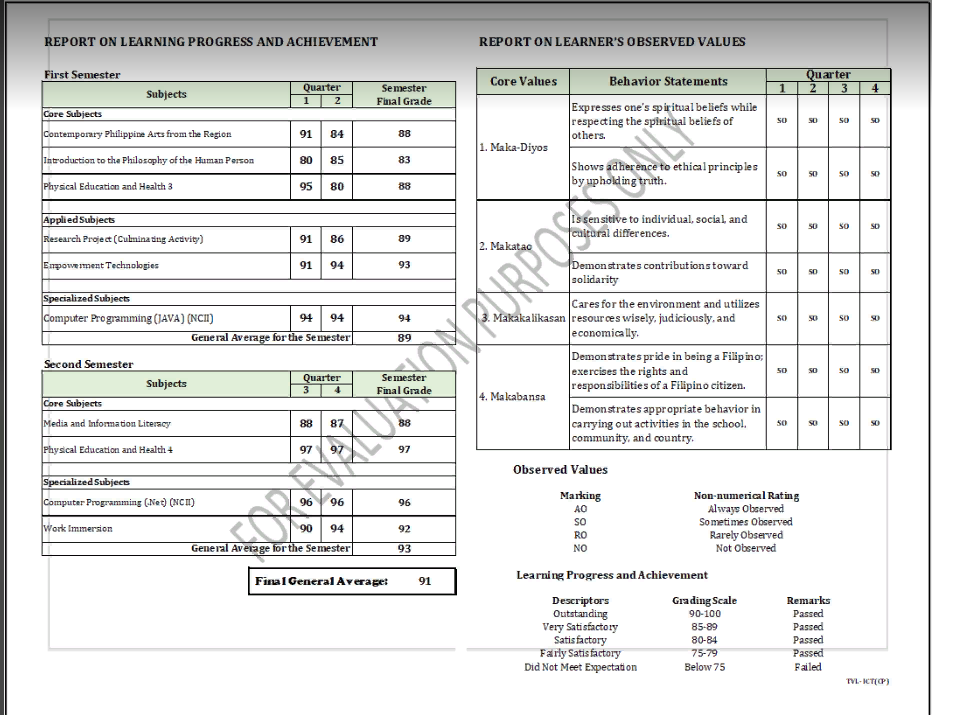 REPORT ON LEARNING PROGRESS AND ACHIEVEMENT
First Semester
Subjects Quarter Semester Final Grade
1 2
Core Subjects
Contemporary Philippine Arts from the Region 91 84 88
Introduction to the Philosophy of the Human Person 80 85 83
Physical Education and Health 3 95 80 88
Applied Subjects
Research Project (Culminating Activity) 91 86 89
Empowerment Technologies 91 94 93
Specialized Subjects
Computer Programming (JAVA) (NCII) 94 94 94
General Average for the Semester 89
Second Semester
Subjects Quarter Semester Final Grade
3 4
Core Subjects
Media and Information Literacy 88 87 88
Physical Education and Health 4 97 97 97
Specialized Subjects
Computer Programming (.Net) (NCII) 96 96 96
Work Immersion 90 94 92
General Average for the Semester 93
Final General Average: 91
REPORT ON LEARNER'S OBSERVED VALUES
Core Values Behavior Statements Quarter
1 2 3 4
1. Maka-Diyos
Expresses one's spiritual beliefs while
respecting the spiritual beliefs of
others.
SO SO SO SO
Shows adherence to ethical principles
by upholding truth.
SO SO SO SO
2. Makatao
Is sensitive to individual, social, and
cultural differences.
SO SO SO SO
Demonstrates contributions toward
solidarity
SO SO SO SO
3. Makakalikasan
Cares for the environment and utilizes
resources wisely, judiciously, and
economically.
SO SO SO SO
4. Makabansa
Demonstrates pride in being a Filipino;
exercises the rights and
responsibilities of a Filipino citizen.
SO SO SO SO
Demonstrates appropriate behavior in
carrying out activities in the school,
community, and country.
SO SO SO SO
Observed Values
Marking Non-numerical Rating
AO Always Observed
SO Sometimes Observed
RO Rarely Observed
NO Not Observed
Learning Progress and Achievement
Descriptors Grading Scale Remarks
Outstanding 90-100 Passed
Very Satisfactory 85-89 Passed
Satisfactory 80-84 Passed
Fairly Satisfactory 75-79 Passed
Did Not Meet Expectation Below 75 Failed
TVL- ICT(CP)
FOR EVALUATION PURPOSES ONLY